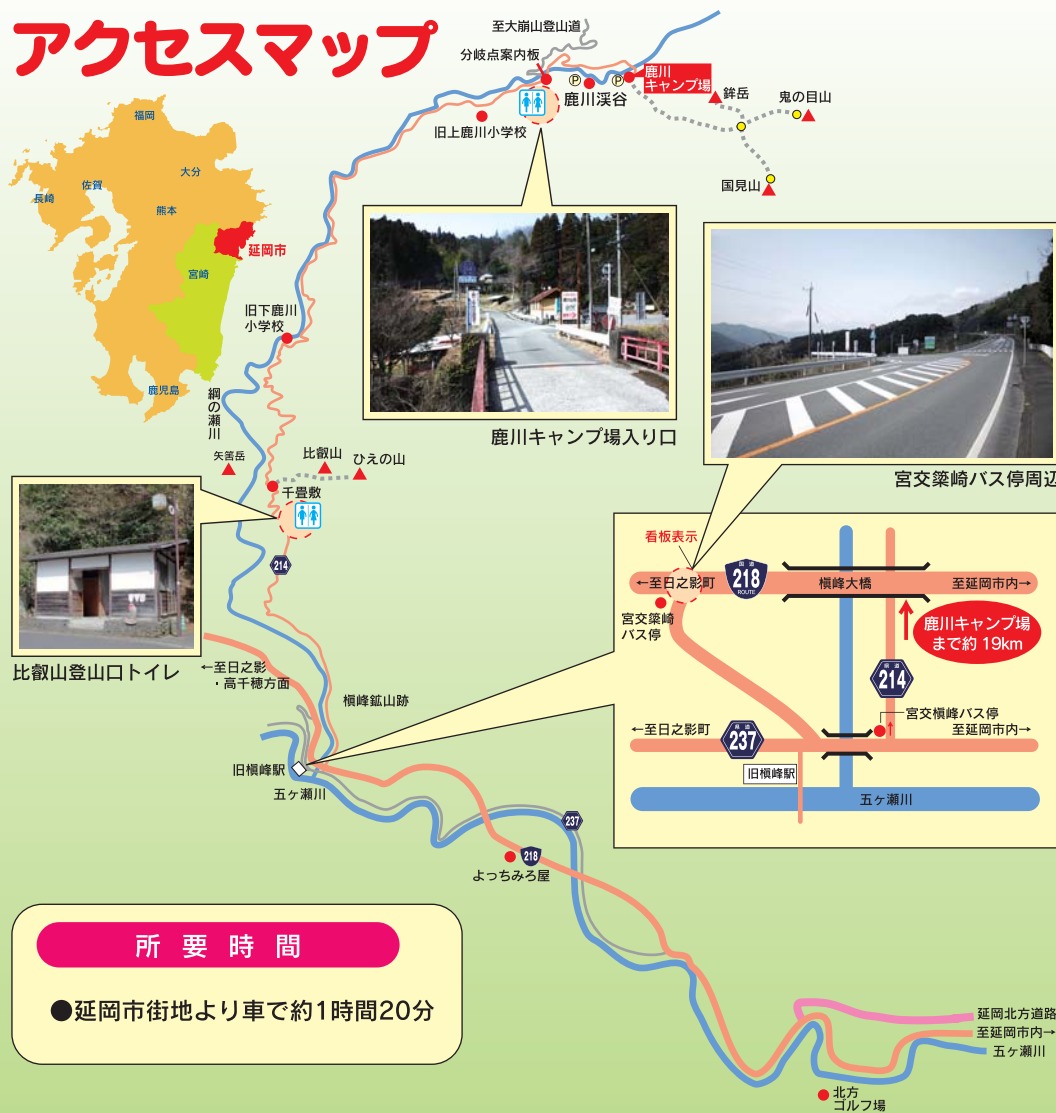 アクセスマップ
至大崩山登山道
分岐点案内板
Ⓟ
Ⓟ
鹿川
キャンプ場
鹿川渓谷
鉾岳
鬼の目山
旧上鹿川小学校
国見山
福岡
大分
佐賀
長崎
熊本
延岡市
宮崎
鹿児島
旧下鹿川
小学校
綱の瀬川
矢筈岳
比叡山
ひえの山
千畳敷
214
鹿川キャンプ場入り口
宮交簗崎バス停周辺
比叡山登山口トイレ
←至日之影
・高千穂方面
槇峰鉱山跡
旧槇峰駅
五ヶ瀬川
看板表示
←至日之影町
国道
218
ROUTE
槇峰大橋
至延岡市内→
宮交簗崎
バス停
鹿川キャンプ場
まで約 19km
県道
214
宮交槇峰バス停
←至日之影町
県道
237
至延岡市内→
旧槇峰駅
五ヶ瀬川
237
218
よっちみろ屋
所要時間
●延岡市街地より車で約1時間20分
延岡北方道路
至延岡市内→
五ヶ瀬川
北方
ゴルフ場